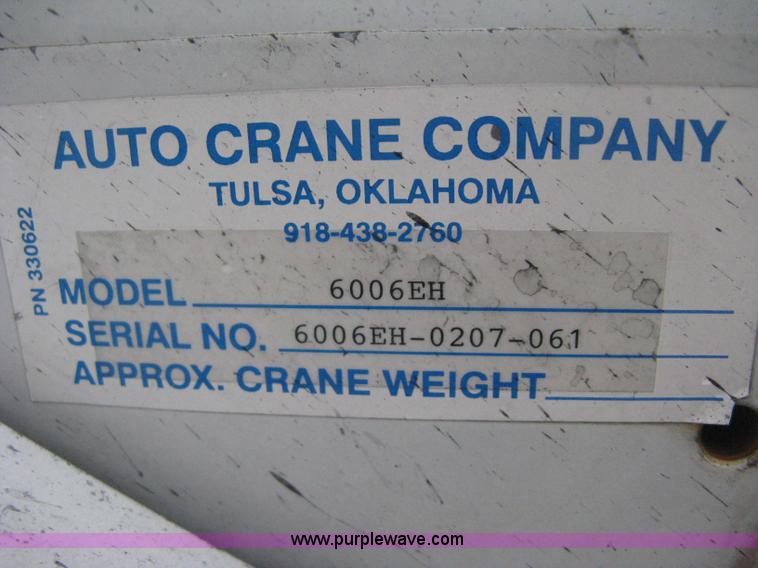 AUTO CRANE COMPANY
TULSA, OKLAHOMA
918-438-2760
PN 330622
MODEL 6006EH
SERIAL NO. 6006EH-0207-061
APPROX. CRANE WEIGHT
www.purplewave.com